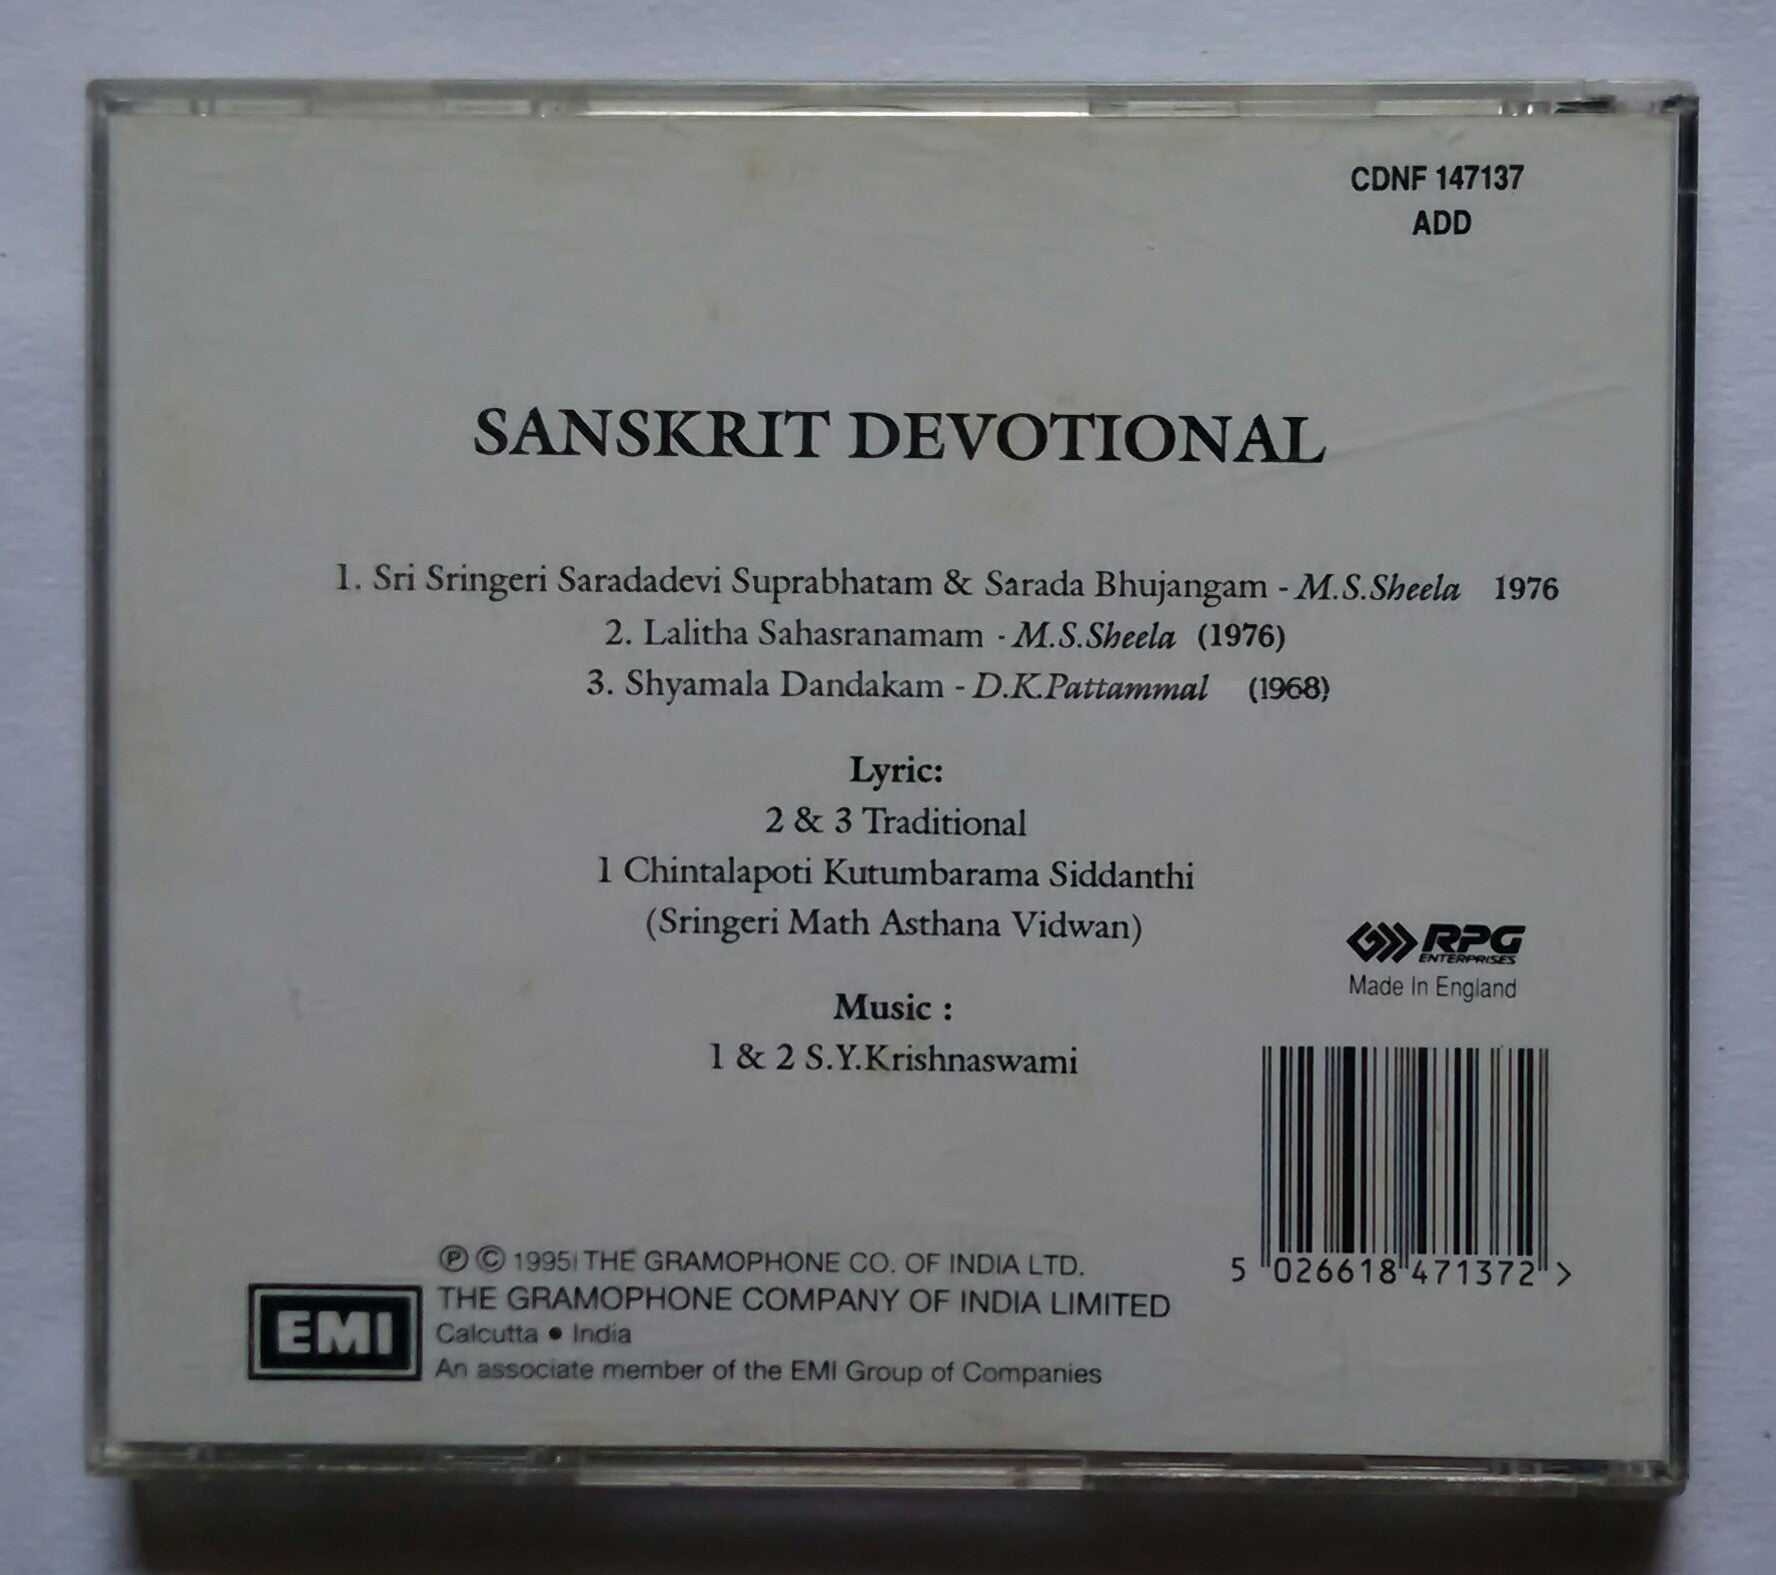 CDNF 147137
ADD
SANSKRIT DEVOTIONAL
1. Sri Sringeri Saradadevi Suprabhatam & Sarada Bhujangam - M.S.Sheela 1976
2. Lalitha Sahasranamam - M.S.Sheela (1976)
3. Shyamala Dandakam - D.K.Pattammal (1968)
Lyric:
2 & 3 Traditional
1 Chintalapoti Kutumbarama Siddanthi
(Sringeri Math Asthana Vidwan)
Music :
1 & 2 S.Y.Krishnaswami
RPG
ENTERPRISES
Made In England
5 026618 471372 >
℗ © 1995 THE GRAMOPHONE CO. OF INDIA LTD.
EMI
THE GRAMOPHONE COMPANY OF INDIA LIMITED
Calcutta • India
An associate member of the EMI Group of Companies